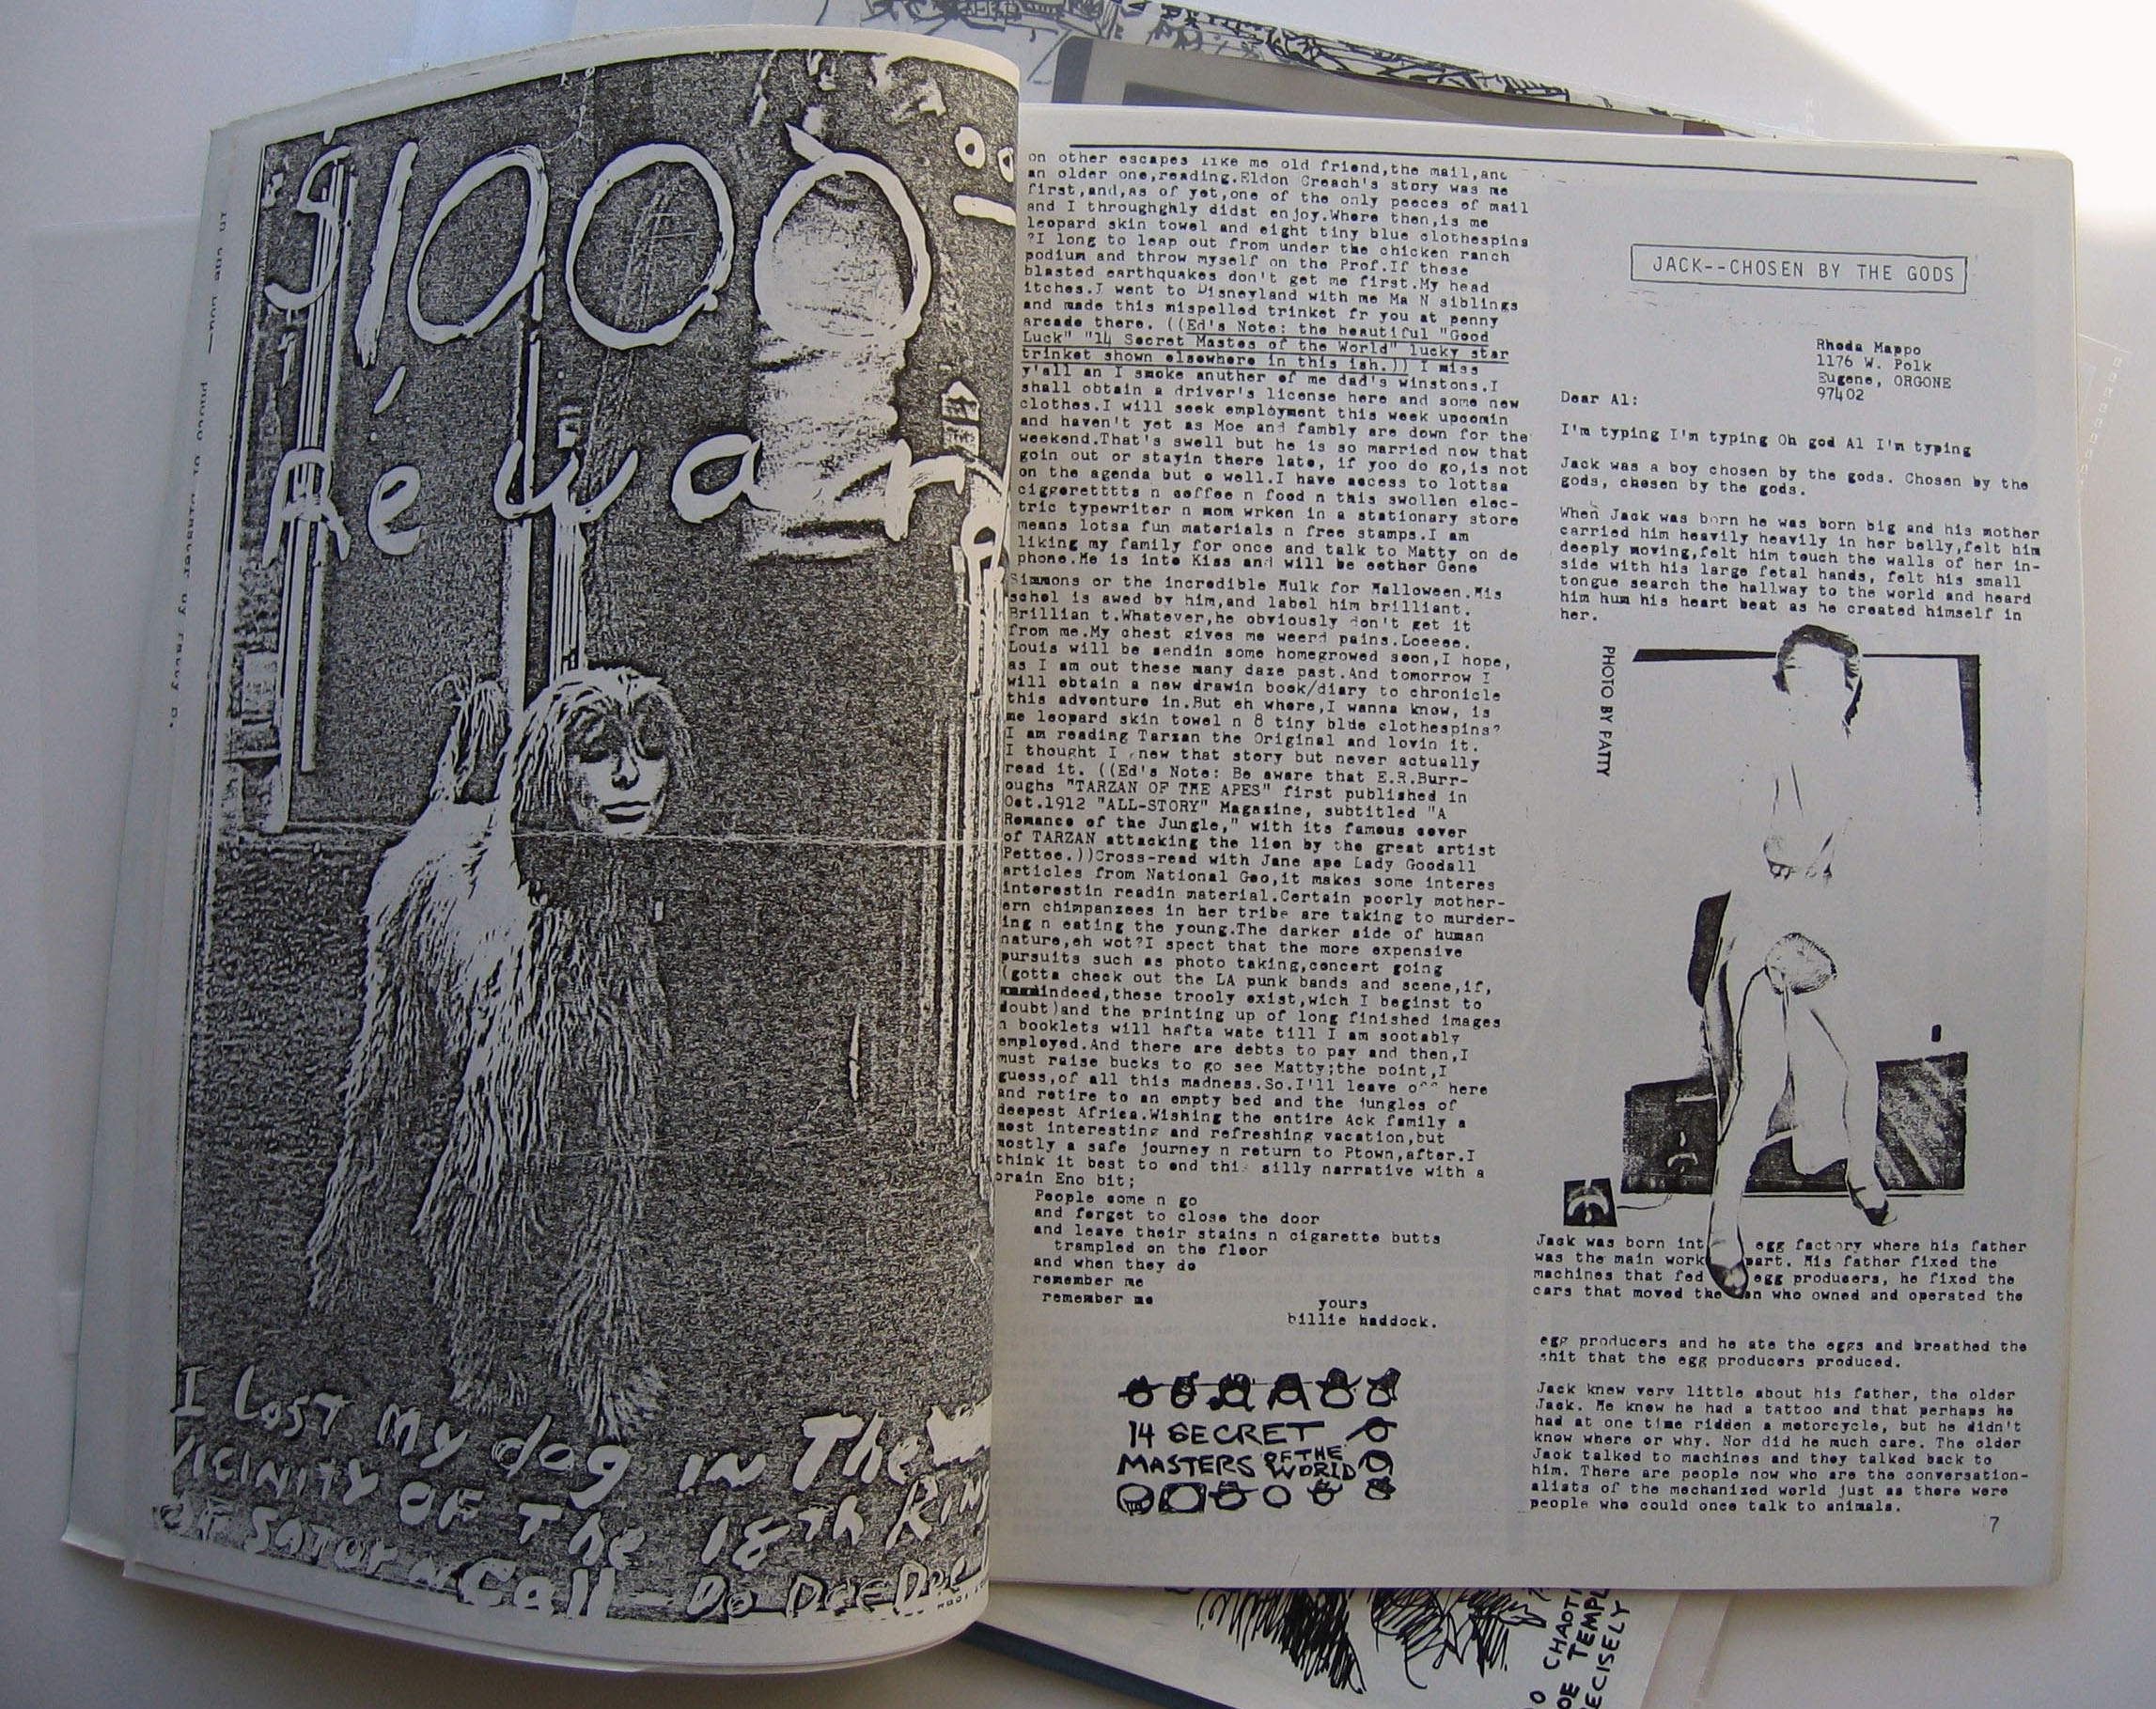 $1000
Reward
I Lost My dog in The
VICINITY OF The 18Th Ring
OF Saturn Call — Do Dee Dee
on other escapes like me old friend,the mail,and
an older one,reading.Eldon Creach's story was me
first,and,as of yet,one of the only peeces of mail
and I throughghly didst enjoy.Where then,is me
leopard skin towel and eight tiny blue clothespins
?I long to leap out from under the chicken ranch
podium and throw myself on the Prof.If these
blasted earthquakes don't get me first.My head
itches.I went to Disneyland with me Ma N siblings
and made this mispelled trinket fr you at penny
arcade there. ((Ed's Note: the beautiful "Good
Luck" "14 Secret Mastes of the World" lucky star
trinket shown elsewhere in this ish.)) I miss
y'all an I smoke anuther of me dad's winstons.I
shall obtain a driver's license here and some new
clothes.I will seek employment this week upcomin
and haven't yet as Moe and fambly are down for the
weekend.That's swell but he is so married now that
goin out or stayin there late, if yoo do go,is not
on the agenda but o well.I have access to lottsa
ciggeretttts n coffee n food n this swollen elec-
tric typewriter n mom wrken in a stationary store
means lotsa fun materials n free stamps.I am
liking my family for once and talk to Matty on de
phone.He is into Kiss and will be eether Gene
Simmons or the incredible Hulk for Halloween.His
schol is awed by him,and label him brilliant.
Brillian t.Whatever,he obviously don't get it
from me.My chest gives me weerd pains.Loeeee.
Louis will be sendin some homegrowed soon,I hope,
as I am out these many daze past.And tomorrow I
will obtain a new drawin book/diary to chronicle
this adventure in.But eh where,I wanna know, is
me leopard skin towel n 8 tiny blue clothespins?
I am reading Tarzan the Original and lovin it.
I thought I new that story but never actually
read it. ((Ed's Note: Be aware that E.R.Burr-
oughs "TARZAN OF THE APES" first published in
Oct.1912 "ALL-STORY" Magazine, subtitled "A
Romance of the Jungle," with its famous cover
of TARZAN attacking the lion by the great artist
Pettee.))Cross-read with Jane ape Lady Goodall
articles from National Geo,it makes some interes
interestin readin material.Certain poorly mother-
ern chimpanzees in her tribe are taking to murder-
ing n eating the young.The darker side of human
nature,eh wot?I spect that the more expensive
pursuits such as photo taking,concert going
(gotta check out the LA punk bands and scene,if,
indeed,these trooly exist,wich I beginst to
doubt)and the printing up of long finished images
n booklets will hafta wate till I am sootably
employed.And there are debts to pay and then,I
must raise bucks to go see Matty;the point,I
guess,of all this madness.So.I'll leave off here
and retire to an empty bed and the jungles of
deepest Africa.Wishing the entire Ack family a
most interesting and refreshing vacation,but
mostly a safe journey n return to Ptown,after.I
think it best to end this silly narrative with a
brain Eno bit;
People come n go
and forget to close the door
and leave their stains n cigarette butts
trampled on the floor
and when they do
remember me
remember me
yours
billie haddock.
14 SECRET
MASTERS OF THE
WORLD
JACK--CHOSEN BY THE GODS
Rhoda Mappo
1176 W. Polk
Eugene, ORGONE
97402
Dear Al:
I'm typing I'm typing Oh god Al I'm typing
Jack was a boy chosen by the gods. Chosen by the
gods, chosen by the gods.
When Jack was born he was born big and his mother
carried him heavily heavily in her belly,felt him
deeply moving,felt him touch the walls of her in-
side with his large fetal hands, felt his small
tongue search the hallway to the world and heard
him hum his heart beat as he created himself in
her.
PHOTO BY PATTY
Jack was born int egg factory where his father
was the main work part. His father fixed the
machines that fed egg producers, he fixed the
cars that moved the en who owned and operated the
egg producers and he ate the eggs and breathed the
shit that the egg producers produced.
Jack knew very little about his father, the older
Jack. He knew he had a tattoo and that perhaps he
had at one time ridden a motorcycle, but he didn't
know where or why. Nor did he much care. The older
Jack talked to machines and they talked back to
him. There are people now who are the conversation-
alists of the mechanized world just as there were
people who could once talk to animals.
7
CHAOTI
OE TEMPL
ECISELY